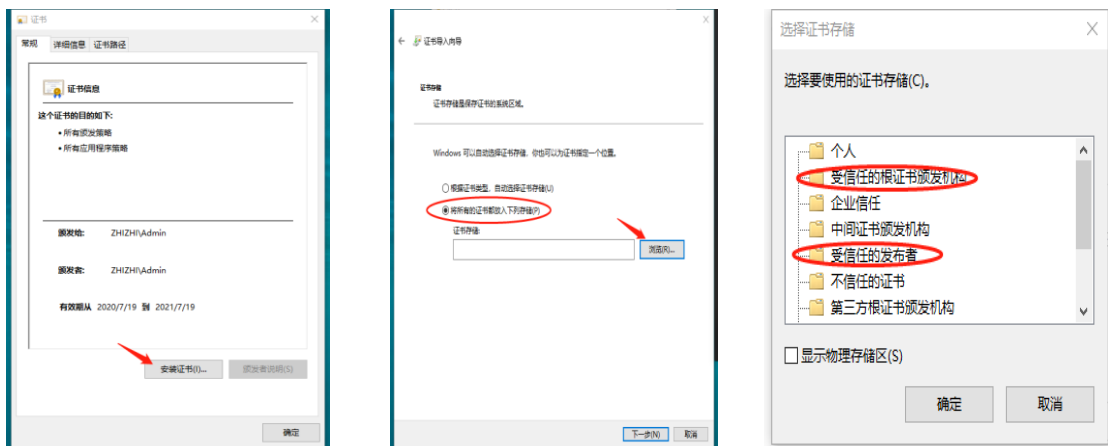 证书
常规 详细信息 证书路径
证书信息
这个证书的目的如下:
• 所有颁发策略
• 所有应用程序策略
颁发给: ZHIZHI\Admin
颁发者: ZHIZHI\Admin
有效期从 2020/7/19 到 2021/7/19
安装证书(I)... 颁发者说明(S)
确定
证书导入向导
证书存储
证书存储是保存证书的系统区域。
Windows 可以自动选择证书存储，你也可以为证书指定一个位置。
根据证书类型，自动选择证书存储(U)
将所有的证书都放入下列存储(P)
证书存储:
浏览(R)...
下一步(N) 取消
选择证书存储
选择要使用的证书存储(C)。
个人
受信任的根证书颁发机构
企业信任
中间证书颁发机构
受信任的发布者
不信任的证书
第三方根证书颁发机构
显示物理存储区(S)
确定 取消